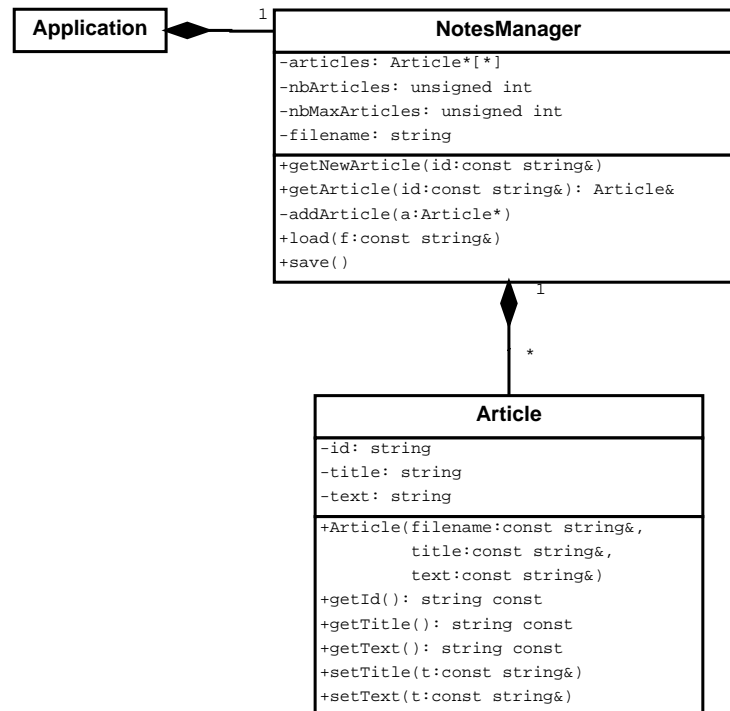 Application
1
NotesManager
-articles: Article*[*]
-nbArticles: unsigned int
-nbMaxArticles: unsigned int
-filename: string
+getNewArticle(id:const string&)
+getArticle(id:const string&): Article&
-addArticle(a:Article*)
+load(f:const string&)
+save()
1
*
Article
-id: string
-title: string
-text: string
+Article(filename:const string&,
title:const string&,
text:const string&)
+getId(): string const
+getTitle(): string const
+getText(): string const
+setTitle(t:const string&)
+setText(t:const string&)